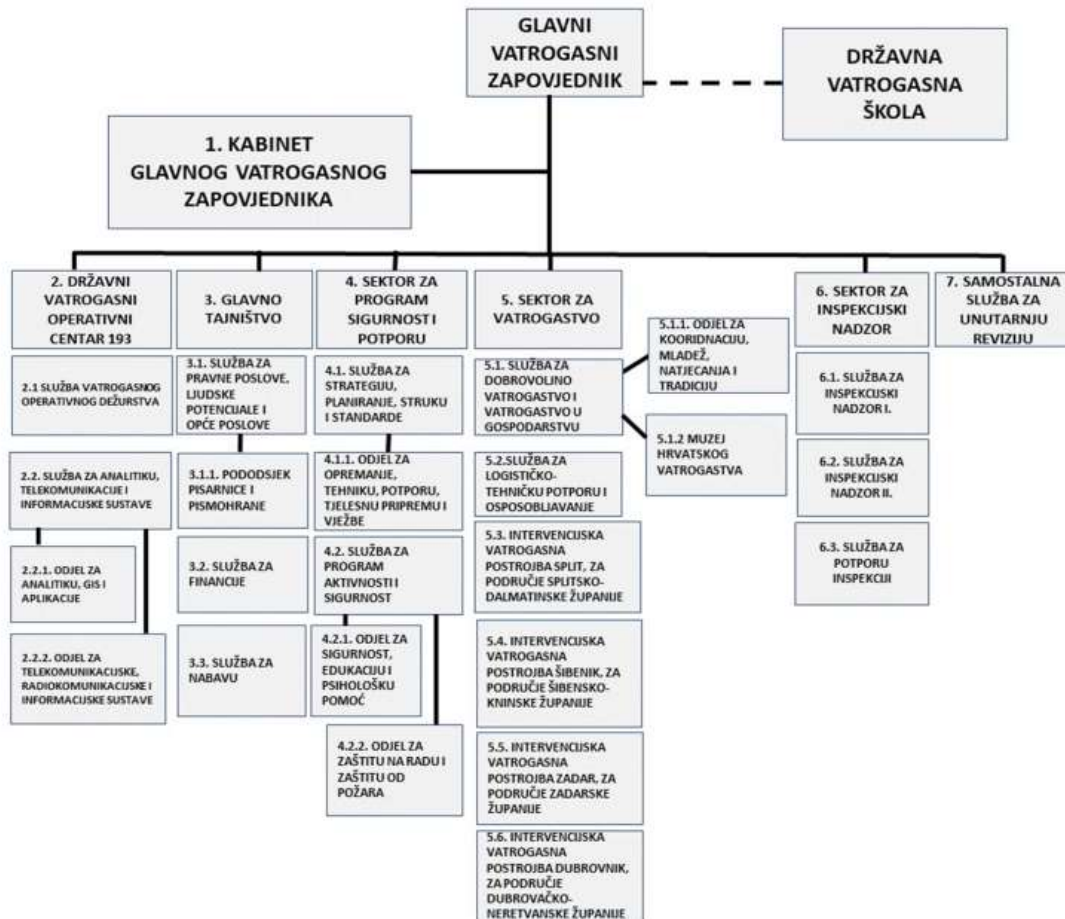 GLAVNI
VATROGASNI
ZAPOVJEDNIK
DRŽAVNA
VATROGASNA
ŠKOLA
1. KABINET
GLAVNOG VATROGASNOG
ZAPOVJEDNIKA
2. DRŽAVNI
VATROGASNI
OPERATIVNI
CENTAR 193
2.1 SLUŽBA VATROGASNOG
OPERATIVNOG DEŽURSTVA
2.2. SLUŽBA ZA ANALITIKU,
TELEKOMUNIKACIJE I
INFORMACIJSKE SUSTAVE
2.2.1. ODJEL ZA
ANALITIKU, GIS I
APLIKACIJE
2.2.2. ODJEL ZA
TELEKOMUNIKACIJSKE,
RADIOKOMUNIKACIJSKE I
INFORMACIJSKE SUSTAVE
3. GLAVNO
TAJNIŠTVO
3.1. SLUŽBA ZA
PRAVNE POSLOVE,
LJUDSKE
POTENCIJALE I
OPĆE POSLOVE
3.1.1. PODODSJEK
PISARNICE I
PISMOHRANE
3.2. SLUŽBA ZA
FINANCIJE
3.3. SLUŽBA ZA
NABAVU
4. SEKTOR ZA
PROGRAM
SIGURNOST I
POTPORU
4.1. SLUŽBA ZA
STRATEGIJU,
PLANIRANJE, STRUKU
I STANDARDE
4.1.1. ODJEL ZA
OPREMANJE,
TEHNIKU, POTPORU,
TJELESNU PRIPREMU I
VJEŽBE
4.2. SLUŽBA ZA
PROGRAM
AKTIVNOSTI I
SIGURNOST
4.2.1. ODJEL ZA
SIGURNOST,
EDUKACIJU I
PSIHOLOŠKU
POMOĆ
4.2.2. ODJEL ZA
ZAŠTITU NA RADU I
ZAŠTITU OD
POŽARA
5. SEKTOR ZA
VATROGASTVO
5.1. SLUŽBA ZA
DOBROVOLJNO
VATROGASTVO I
VATROGASTVO U
GOSPODARSTVU
5.1.1. ODJEL ZA
KOORIDNACIJU,
MLADEŽ,
NATJECANJA I
TRADICIJU
5.1.2 MUZEJ
HRVATSKOG
VATROGASTVA
5.2.SLUŽBA ZA
LOGISTIČKO-
TEHNIČKU POTPORU I
OSPOSOBLJAVANJE
5.3. INTERVENCIJSKA
VATROGASNA
POSTROJBA SPLIT, ZA
PODRUČJE SPLITSKO-
DALMATINSKE ŽUPANIJE
5.4. INTERVENCIJSKA
VATROGASNA
POSTROJBA ŠIBENIK, ZA
PODRUČJE ŠIBENSKO-
KNINSKE ŽUPANIJE
5.5. INTERVENCIJSKA
VATROGASNA
POSTROJBA ZADAR, ZA
PODRUČJE ZADARSKE
ŽUPANIJE
5.6. INTERVENCIJSKA
VATROGASNA
POSTROJBA DUBROVNIK,
ZA PODRUČJE
DUBROVAČKO-
NERETVANSKE ŽUPANIJE
6. SEKTOR ZA
INSPEKCIJSKI
NADZOR
6.1. SLUŽBA ZA
INSPEKCIJSKI
NADZOR I.
6.2. SLUŽBA ZA
INSPEKCIJSKI
NADZOR II.
6.3. SLUŽBA ZA
POTPORU
INSPEKCIJI
7. SAMOSTALNA
SLUŽBA ZA
UNUTARNJU
REVIZIJU